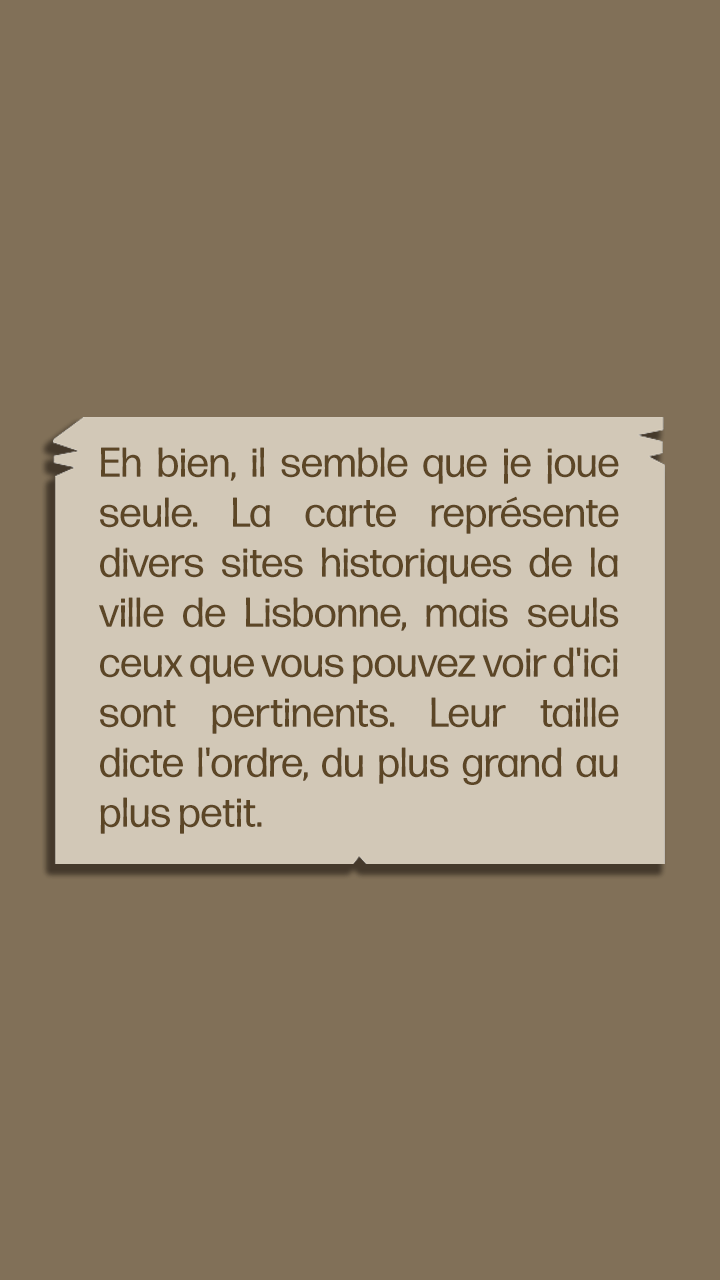 Eh bien, il semble que je joue
seule. La carte représente
divers sites historiques de la
ville de Lisbonne, mais seuls
ceux que vous pouvez voir d'ici
sont pertinents. Leur taille
dicte l'ordre, du plus grand au
plus petit.